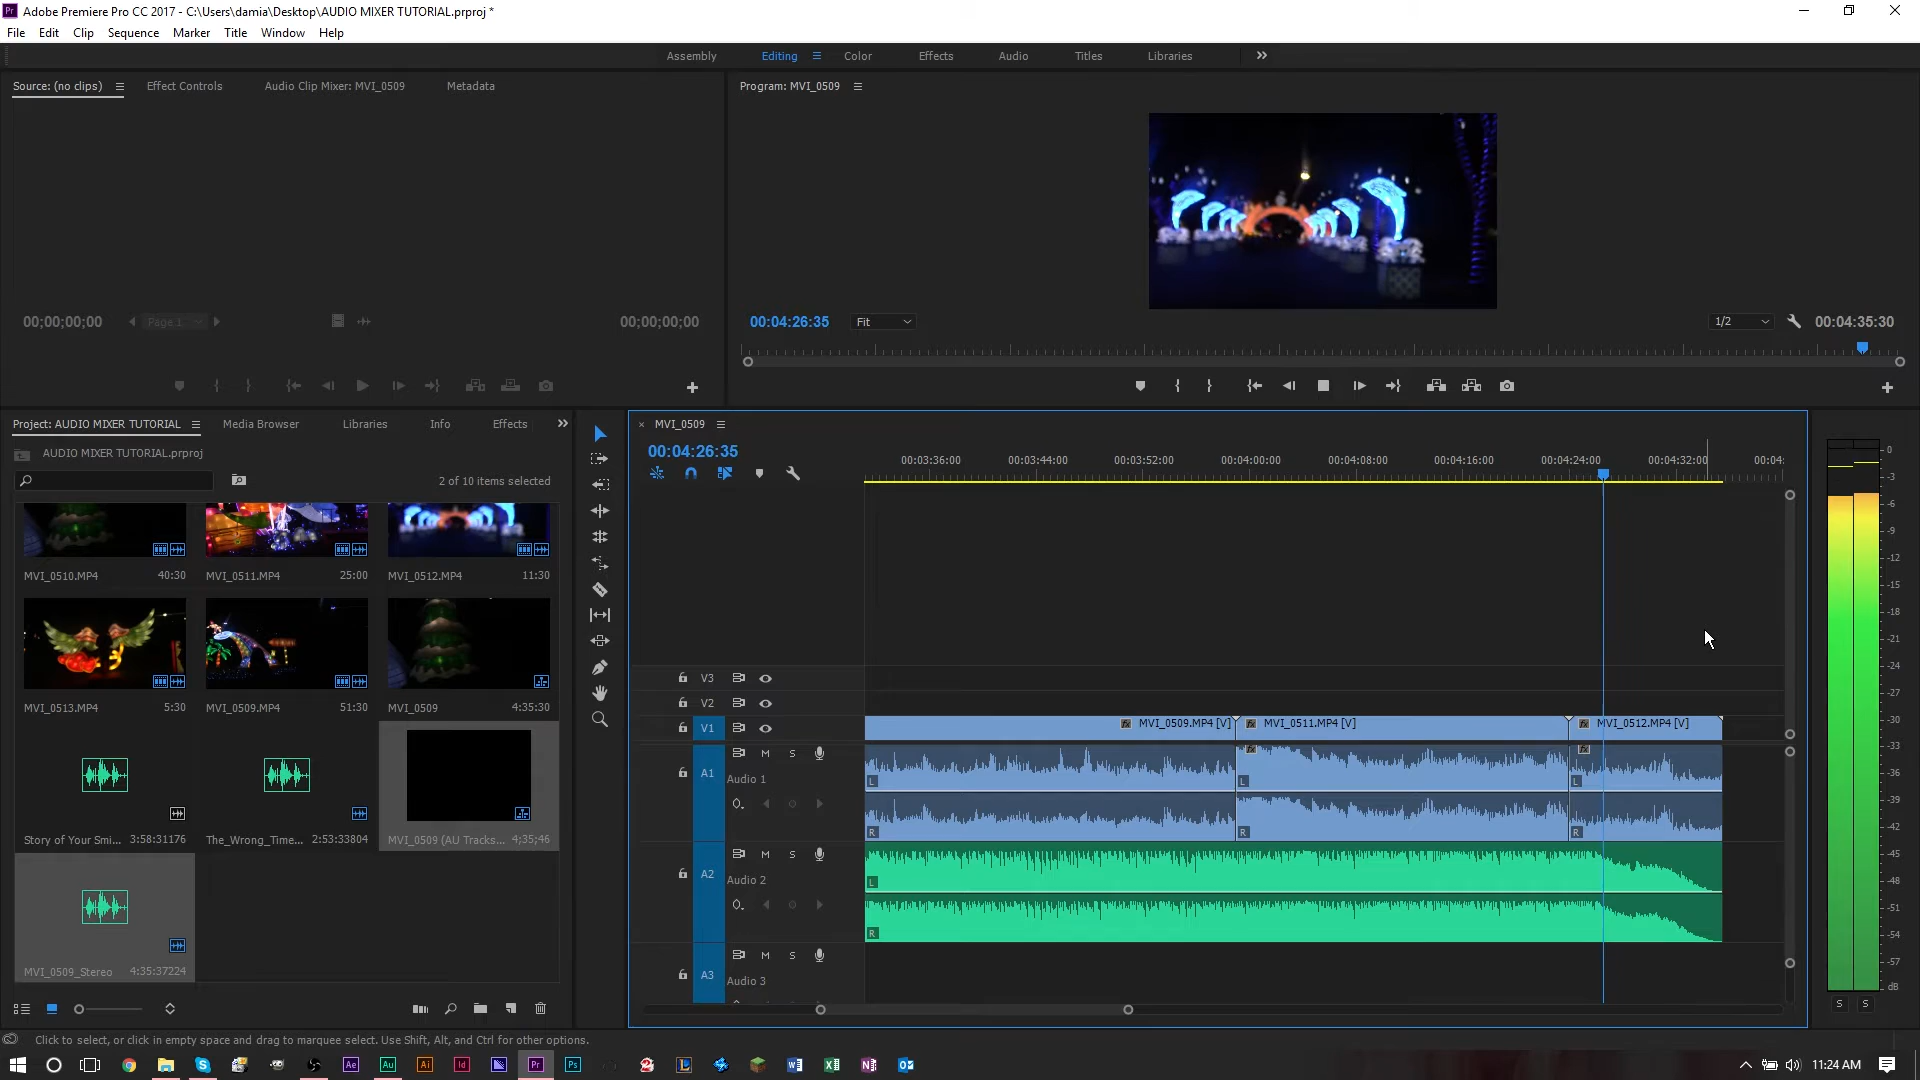 Adobe Premiere Pro CC 2017 - C:\Users\damia\Desktop\AUDIO MIXER TUTORIAL.prproj *
File Edit Clip Sequence Marker Title Window Help
Assembly Editing Color Effects Audio Titles Libraries
Source: (no clips) Effect Controls Audio Clip Mixer: MVI_0509 Metadata
Program: MVI_0509
00;00;00;00 Page 1 00;00;00;00
00:04:26:35 Fit 1/2 00:04:35:30
Project: AUDIO MIXER TUTORIAL Media Browser Libraries Info Effects
AUDIO MIXER TUTORIAL.prproj
2 of 10 items selected
MVI_0510.MP4 40:30
MVI_0511.MP4 25:00
MVI_0512.MP4 11:30
MVI_0513.MP4 5:30
MVI_0509.MP4 51:30
MVI_0509 4:35:30
Story of Your Smi... 3:58:31176
The_Wrong_Time... 2:53:33804
MVI_0509 (AU Tracks... 4;35;46
MVI_0509_Stereo 4:35:37224
× MVI_0509
00:04:26:35
00:03:36:00 00:03:44:00 00:03:52:00 00:04:00:00 00:04:08:00 00:04:16:00 00:04:24:00 00:04:32:00 00:04:
V3
V2
V1 fx MVI_0509.MP4 [V] fx MVI_0511.MP4 [V] fx MVI_0512.MP4 [V]
M S
A1 Audio 1
L L L
R R R
M S
A2 Audio 2
L
R
M S
A3 Audio 3
0
-3
-6
-9
-12
-15
-18
-21
-24
-27
-30
-33
-36
-39
-42
-45
-48
-51
-54
-57
dB
S S
Click to select, or click in empty space and drag to marquee select. Use Shift, Alt, and Ctrl for other options.
Ae Au Ai Id Pr Ps
11:24 AM